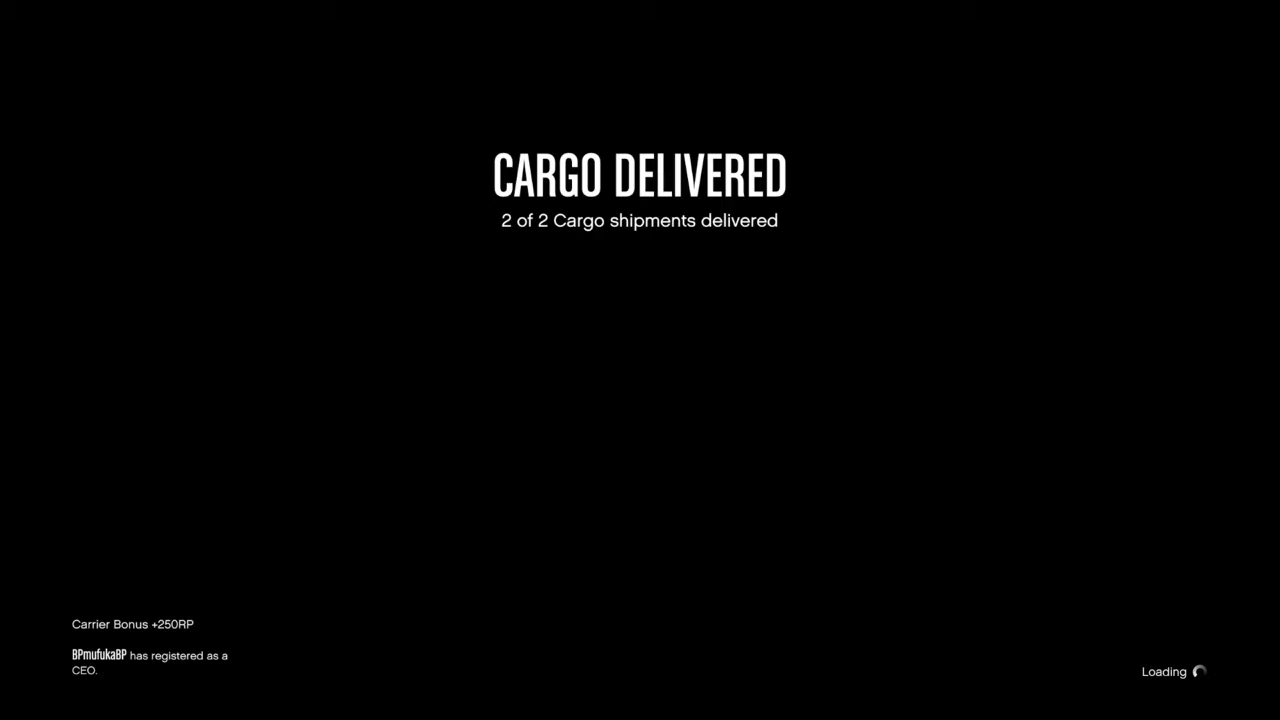 CARGO DELIVERED
2 of 2 Cargo shipments delivered
Carrier Bonus +250RP
BPmufukaBP has registered as a
CEO.
Loading